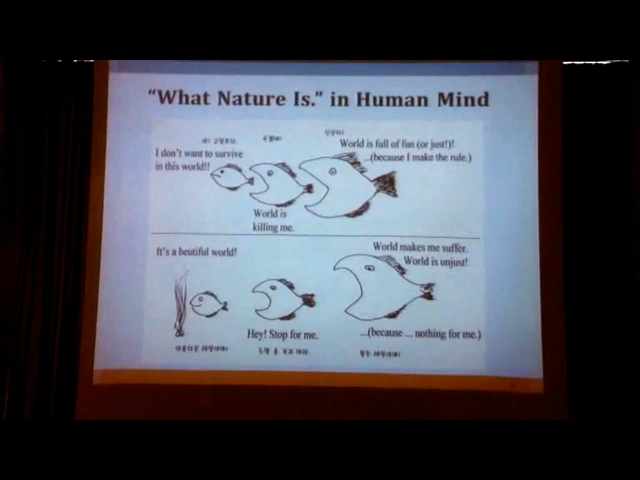 “What Nature Is.” in Human Mind
World is full of fun (or just!)!
...(because I make the rule.)
I don't want to survive
in this world!!
World is
killing me.
It's a beutiful world!
World makes me suffer.
World is unjust!
Hey! Stop for me.
...(because ... nothing for me.)